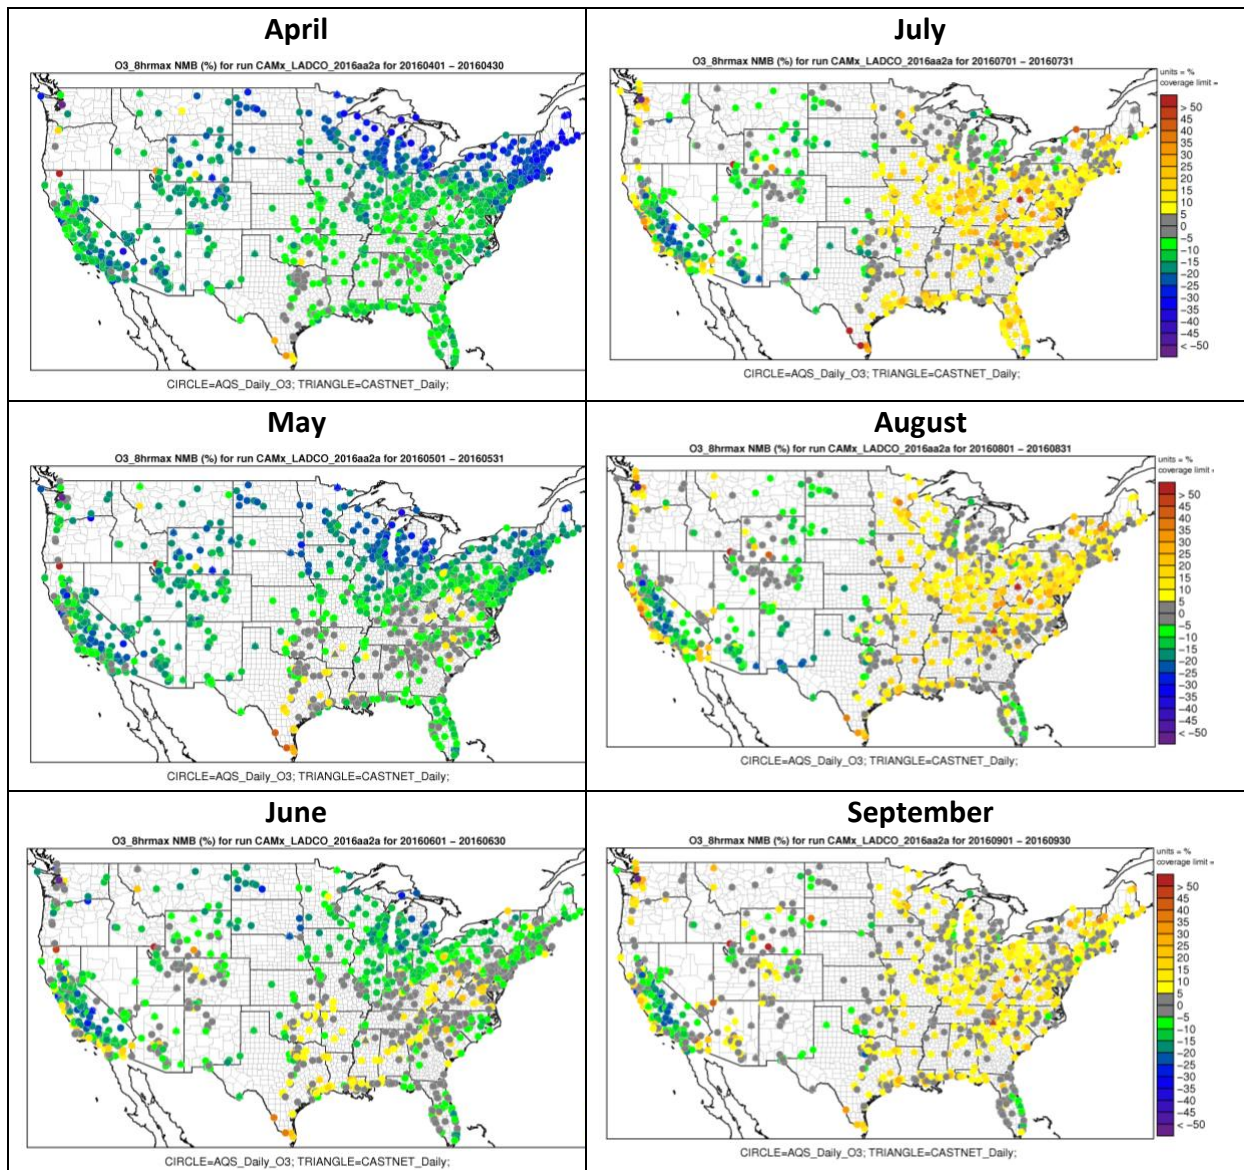 April
O3_8hrmax NMB (%) for run CAMx_LADCO_2016aa2a for 20160401 − 20160430
CIRCLE=AQS_Daily_O3; TRIANGLE=CASTNET_Daily;
July
O3_8hrmax NMB (%) for run CAMx_LADCO_2016aa2a for 20160701 − 20160731
units = %
coverage limit =
> 50
45
40
35
30
25
20
15
10
5
0
−5
−10
−15
−20
−25
−30
−35
−40
−45
< −50
CIRCLE=AQS_Daily_O3; TRIANGLE=CASTNET_Daily;
May
O3_8hrmax NMB (%) for run CAMx_LADCO_2016aa2a for 20160501 − 20160531
CIRCLE=AQS_Daily_O3; TRIANGLE=CASTNET_Daily;
August
O3_8hrmax NMB (%) for run CAMx_LADCO_2016aa2a for 20160801 − 20160831
units = %
coverage limit
> 50
45
40
35
30
25
20
15
10
5
0
−5
−10
−15
−20
−25
−30
−35
−40
−45
< −50
CIRCLE=AQS_Daily_O3; TRIANGLE=CASTNET_Daily;
June
O3_8hrmax NMB (%) for run CAMx_LADCO_2016aa2a for 20160601 − 20160630
CIRCLE=AQS_Daily_O3; TRIANGLE=CASTNET_Daily;
September
O3_8hrmax NMB (%) for run CAMx_LADCO_2016aa2a for 20160901 − 20160930
units = %
coverage limit =
> 50
45
40
35
30
25
20
15
10
5
0
−5
−10
−15
−20
−25
−30
−35
−40
−45
< −50
CIRCLE=AQS_Daily_O3; TRIANGLE=CASTNET_Daily;